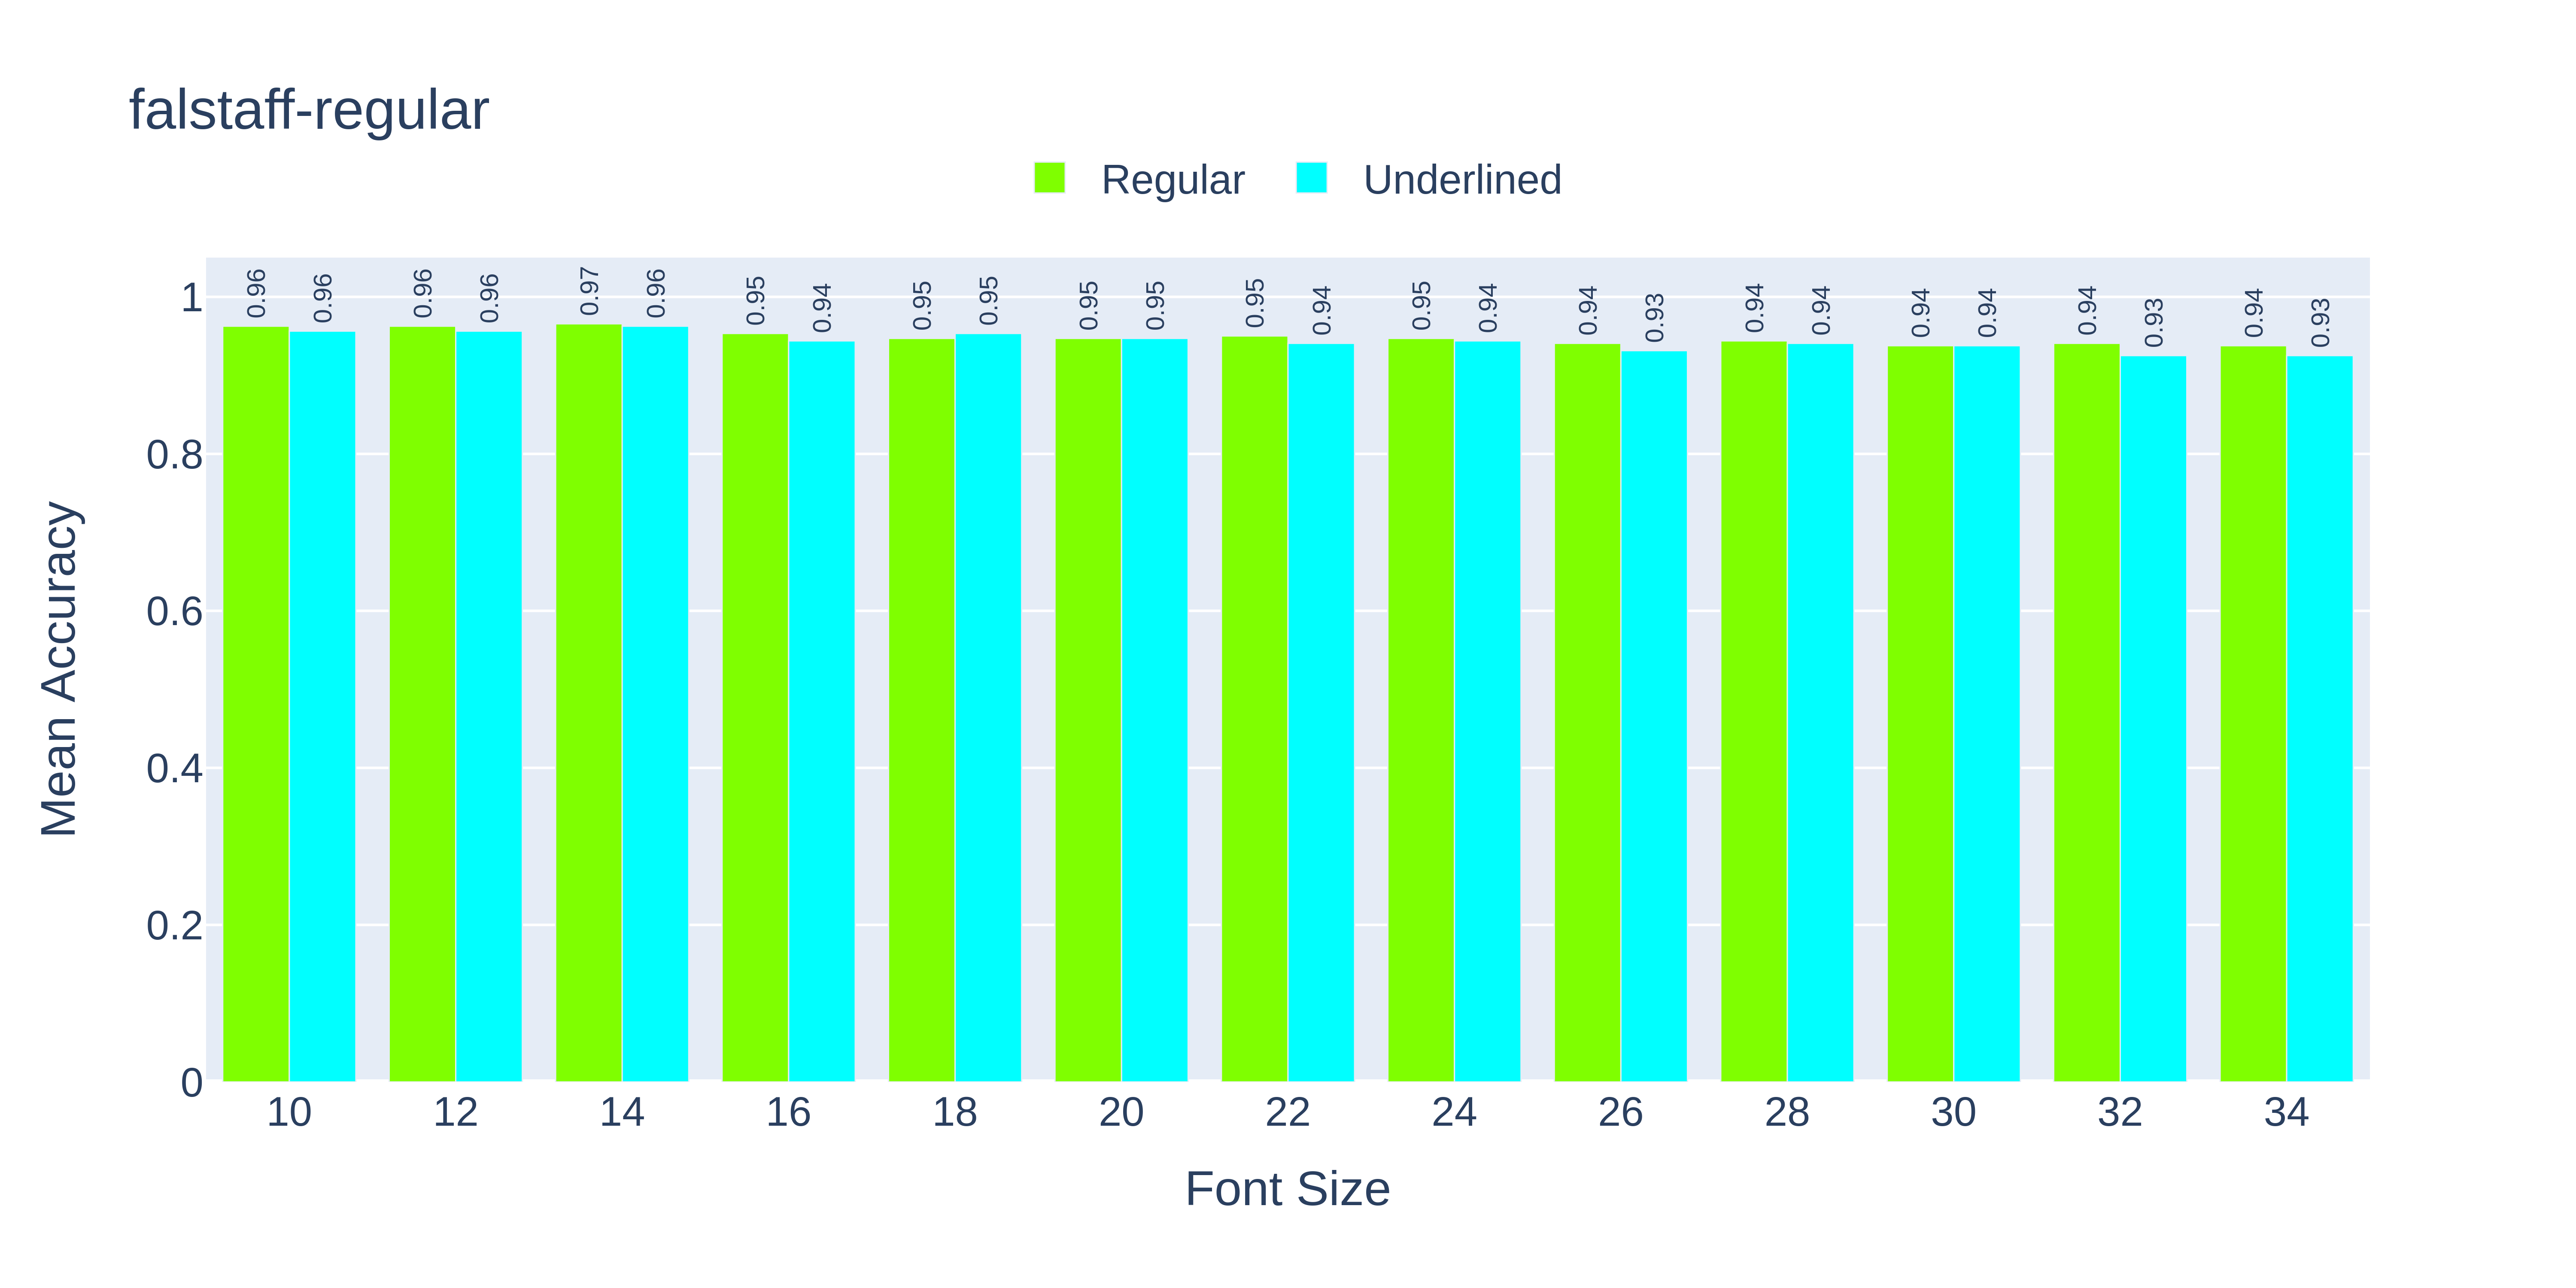 falstaff-regular
Regular Underlined
0.96 0.96 0.96 0.96 0.97 0.96 0.95 0.94 0.95 0.95 0.95 0.95 0.95 0.94 0.95 0.94 0.94 0.93 0.94 0.94 0.94 0.94 0.94 0.93 0.94 0.93
1
0.8
0.6
0.4
0.2
0
Mean Accuracy
10 12 14 16 18 20 22 24 26 28 30 32 34
Font Size